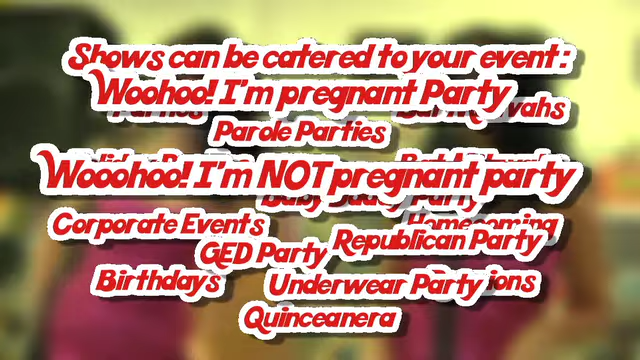 Shows can be catered to your event:
Woohoo! I'm pregnant Party
Parole Parties
Wooohoo! I'm NOT pregnant party
Homecoming
Corporate Events
Republican Party
GED Party
Birthdays
Underwear Party
Quinceanera